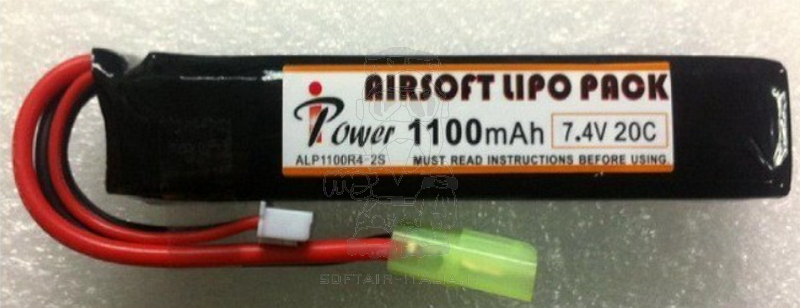 AIRSOFT LIPO PACK
iPower 1100mAh 7.4V 20C
ALP1100R4-2S MUST READ INSTRUCTIONS BEFORE USING.